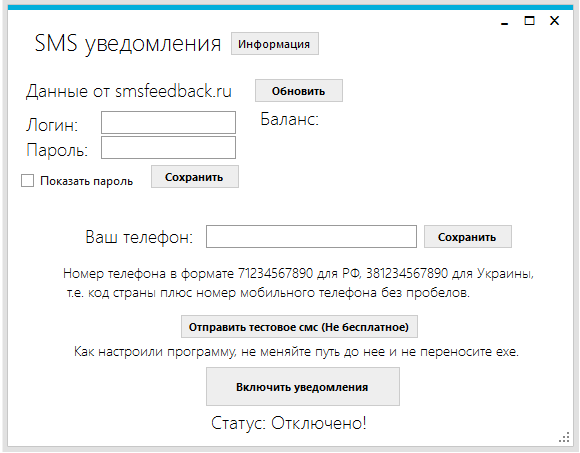 SMS уведомления Информация
Данные от smsfeedback.ru Обновить
Логин: Баланс:
Пароль:
Показать пароль Сохранить
Ваш телефон: Сохранить
Номер телефона в формате 71234567890 для РФ, 381234567890 для Украины,
т.е. код страны плюс номер мобильного телефона без пробелов.
Отправить тестовое смс (Не бесплатное)
Как настроили программу, не меняйте путь до нее и не переносите exe.
Включить уведомления
Статус: Отключено!